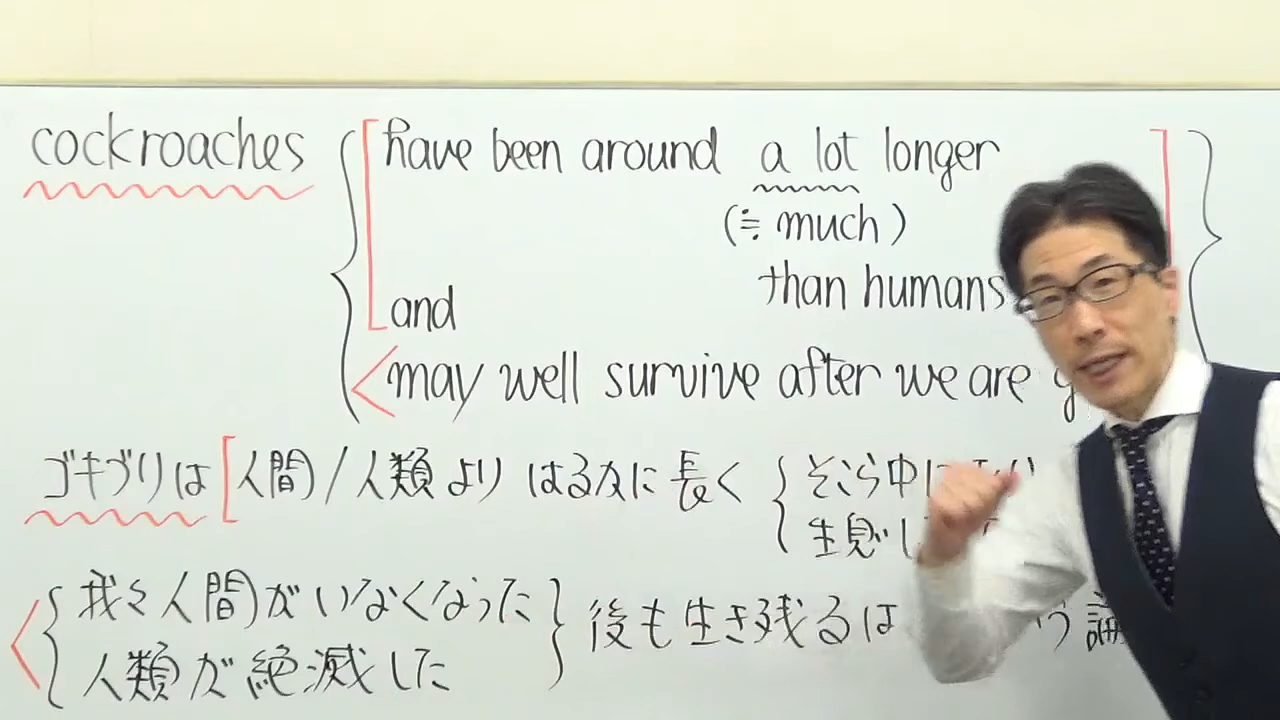 cockroaches have been around a lot longer
(≒ much)
than humans
and
may well survive after we are
ゴキブリは 人間/人類より はるかに長く そこら中に
生息し
我々人間がいなくなった 後も生き残るは
人類が絶滅した